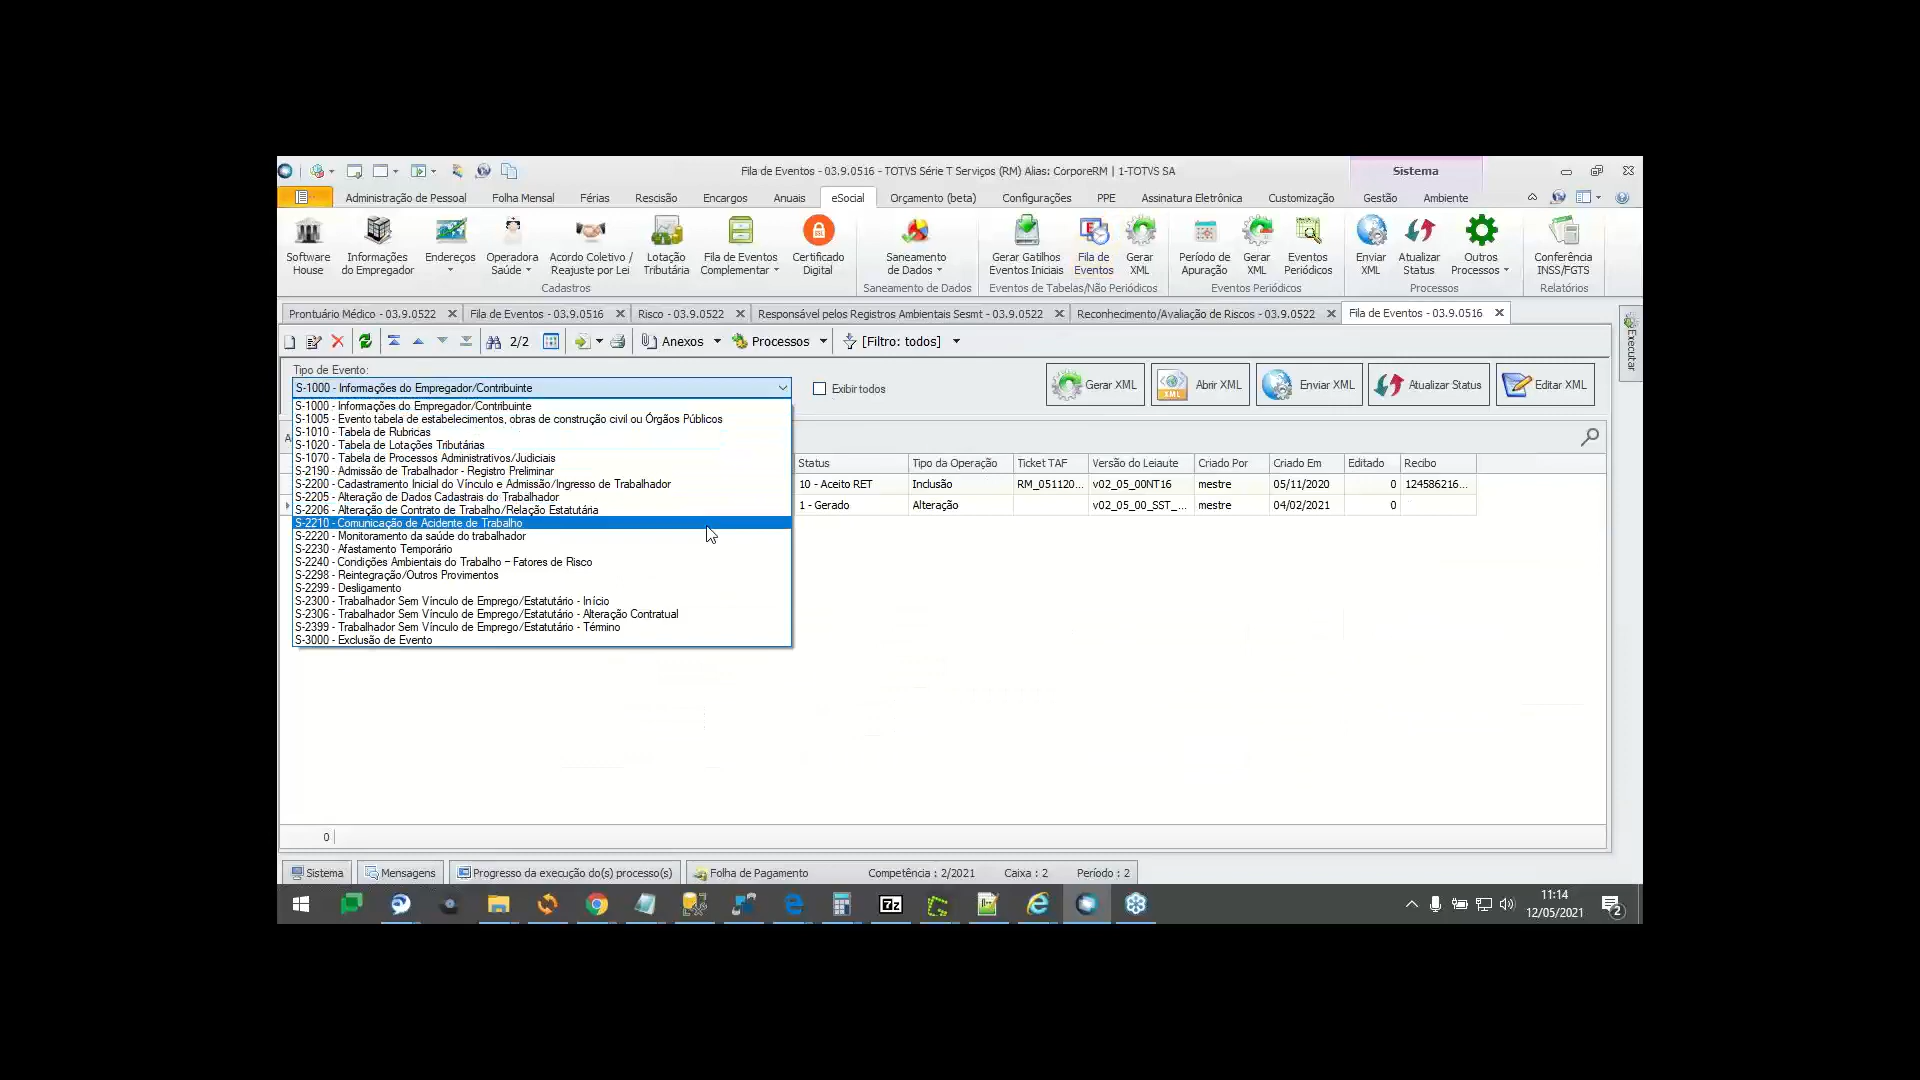 Fila de Eventos - 03.9.0516 - TOTVS Série T Serviços (RM) Alias: CorporeRM | 1-TOTVS SA
Sistema
Administração de Pessoal
Folha Mensal
Férias
Rescisão
Encargos
Anuais
eSocial
Orçamento (beta)
Configurações
PPE
Assinatura Eletrônica
Customização
Gestão
Ambiente
Software House
Informações do Empregador
Endereços
Operadora Saúde
Acordo Coletivo / Reajuste por Lei
Lotação Tributária
Fila de Eventos Complementar
Certificado Digital
Saneamento de Dados
Gerar Gatilhos Eventos Iniciais
Fila de Eventos
Gerar XML
Período de Apuração
Gerar XML
Eventos Periódicos
Enviar XML
Atualizar Status
Outros Processos
Conferência INSS/FGTS
Cadastros
Saneamento de Dados
Eventos de Tabelas/Não Periódicos
Eventos Periódicos
Processos
Relatórios
Prontuário Médico - 03.9.0522
Fila de Eventos - 03.9.0516
Risco - 03.9.0522
Responsável pelos Registros Ambientais Sesmt - 03.9.0522
Reconhecimento/Avaliação de Riscos - 03.9.0522
Fila de Eventos - 03.9.0516
Executar
2/2
Anexos
Processos
[Filtro: todos]
Tipo de Evento:
S-1000 - Informações do Empregador/Contribuinte
Exibir todos
Gerar XML
Abrir XML
Enviar XML
Atualizar Status
Editar XML
S-1000 - Informações do Empregador/Contribuinte
S-1005 - Evento tabela de estabelecimentos, obras de construção civil ou Órgãos Públicos
S-1010 - Tabela de Rubricas
S-1020 - Tabela de Lotações Tributárias
S-1070 - Tabela de Processos Administrativos/Judiciais
S-2190 - Admissão de Trabalhador - Registro Preliminar
S-2200 - Cadastramento Inicial do Vínculo e Admissão/Ingresso de Trabalhador
S-2205 - Alteração de Dados Cadastrais do Trabalhador
S-2206 - Alteração de Contrato de Trabalho/Relação Estatutária
S-2210 - Comunicação de Acidente de Trabalho
S-2220 - Monitoramento da saúde do trabalhador
S-2230 - Afastamento Temporário
S-2240 - Condições Ambientais do Trabalho – Fatores de Risco
S-2298 - Reintegração/Outros Provimentos
S-2299 - Desligamento
S-2300 - Trabalhador Sem Vínculo de Emprego/Estatutário - Início
S-2306 - Trabalhador Sem Vínculo de Emprego/Estatutário - Alteração Contratual
S-2399 - Trabalhador Sem Vínculo de Emprego/Estatutário - Término
S-3000 - Exclusão de Evento
Status Tipo da Operação Ticket TAF Versão do Leiaute Criado Por Criado Em Editado Recibo
10 - Aceito RET Inclusão RM_051120... v02_05_00NT16 mestre 05/11/2020 0 124586216...
1 - Gerado Alteração v02_05_00_SST_... mestre 04/02/2021 0
0
Sistema
Mensagens
Progresso da execução do(s) processo(s)
Folha de Pagamento
Competência : 2/2021
Caixa : 2
Período : 2
7z
11:14
12/05/2021
2